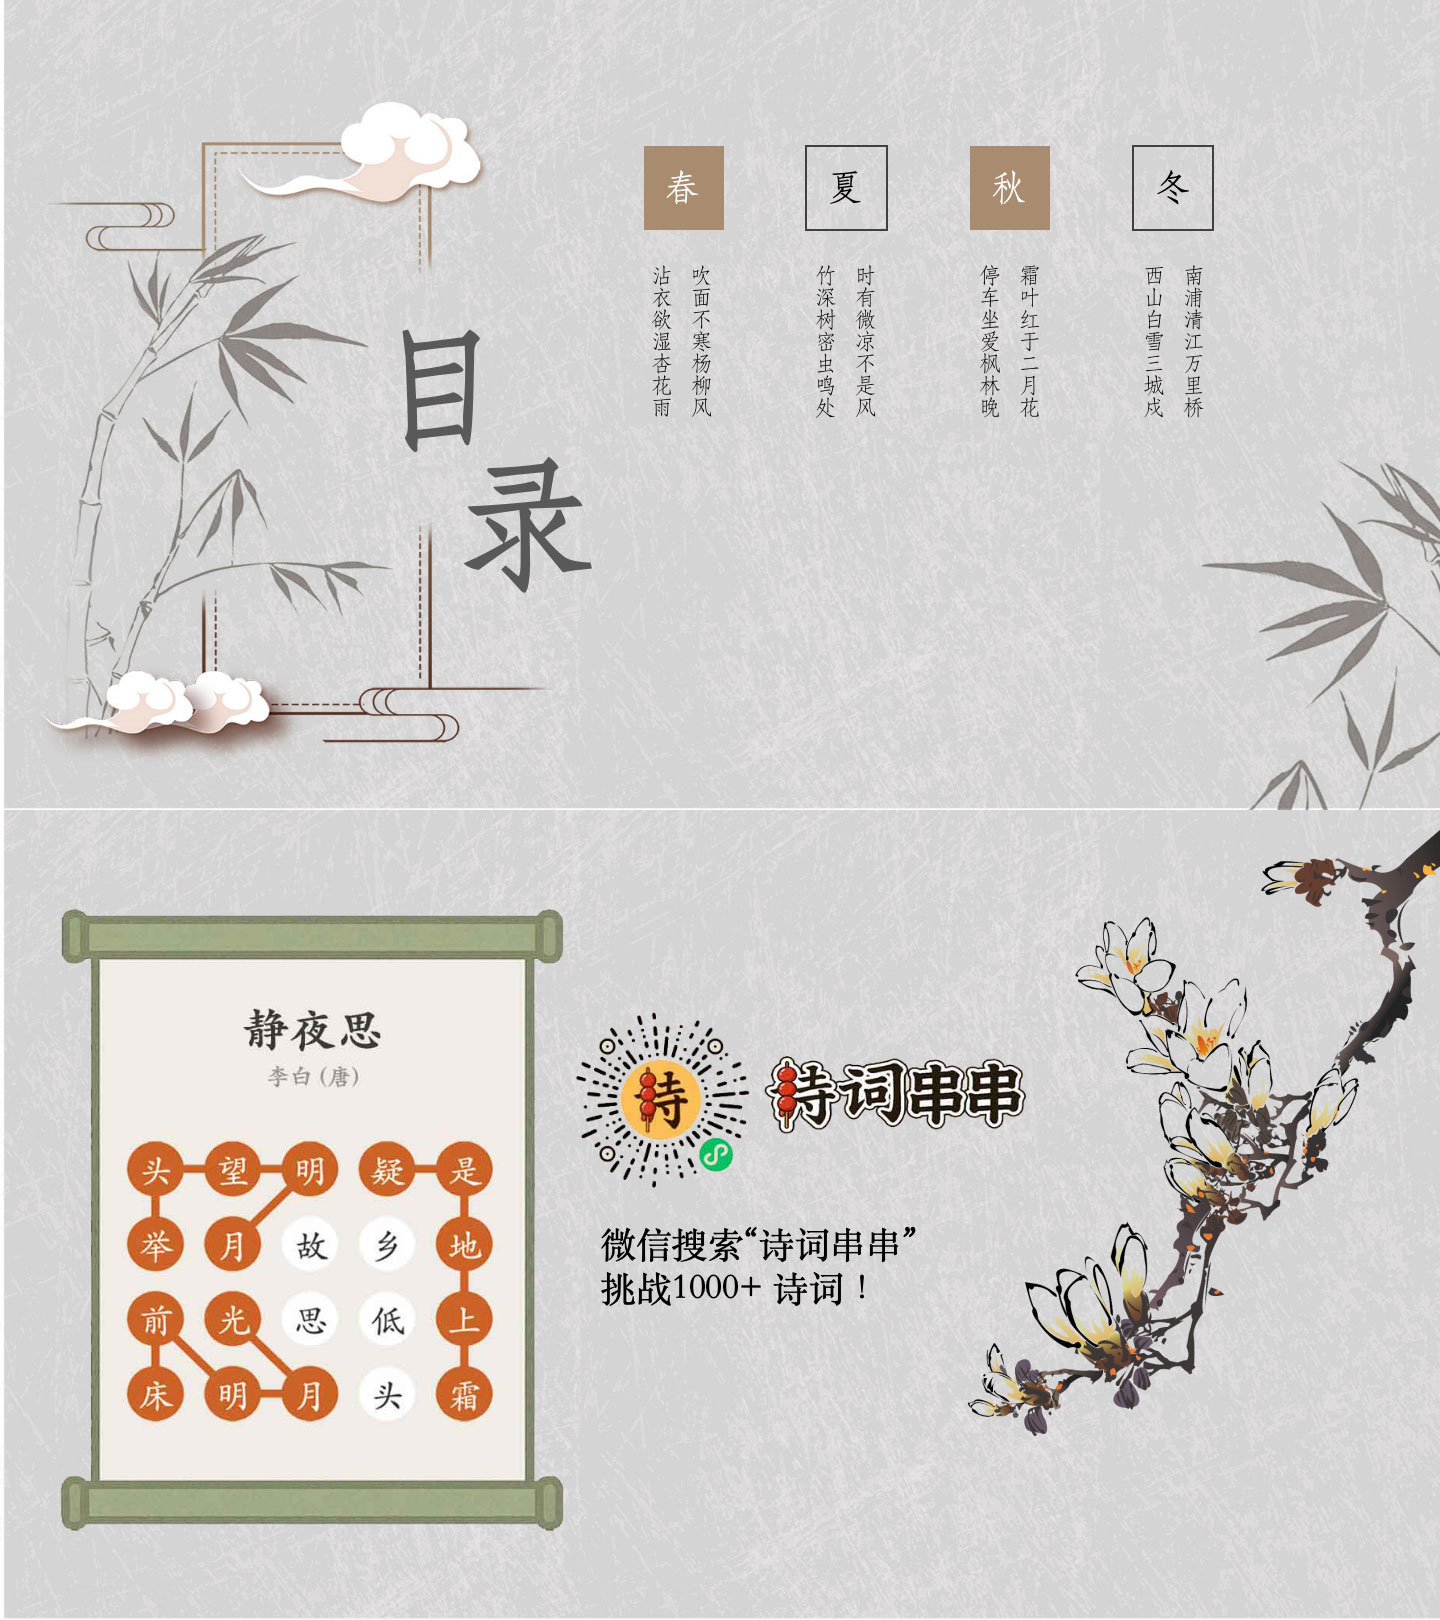 目录
春
沾衣欲湿杏花雨
吹面不寒杨柳风
夏
竹深树密虫鸣处
时有微凉不是风
秋
停车坐爱枫林晚
霜叶红于二月花
冬
西山白雪三城戍
南浦清江万里桥
静夜思
李白 (唐)
头望明疑是
举月故乡地
前光思低上
床明月头霜
诗
诗词串串
微信搜索“诗词串串”
挑战1000+ 诗词！